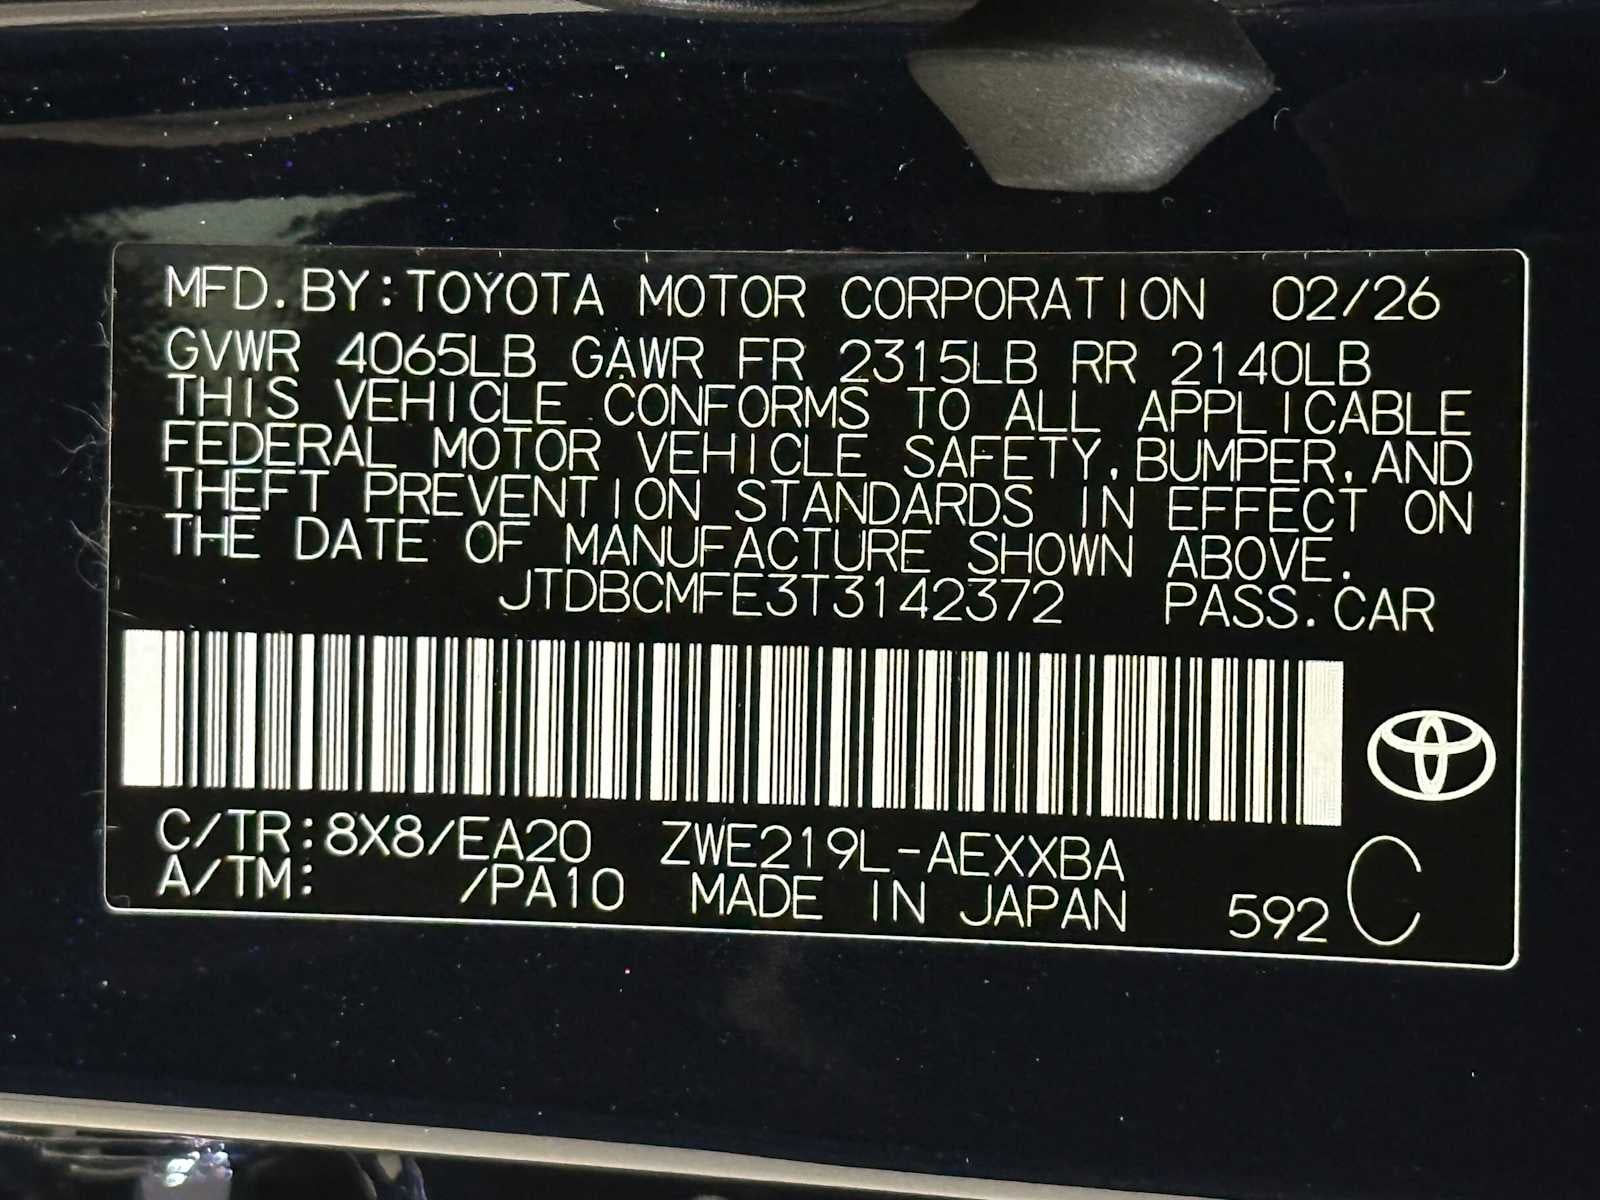 MFD.BY:TOYOTA MOTOR CORPORATION 02/26
GVWR 4065LB GAWR FR 2315LB RR 2140LB
THIS VEHICLE CONFORMS TO ALL APPLICABLE
FEDERAL MOTOR VEHICLE SAFETY,BUMPER,AND
THEFT PREVENTION STANDARDS IN EFFECT ON
THE DATE OF MANUFACTURE SHOWN ABOVE.
JTDBCMFE3T3142372 PASS.CAR
C/TR:8X8/EA20 ZWE219L-AEXXBA
A/TM: /PA10 MADE IN JAPAN 592 C